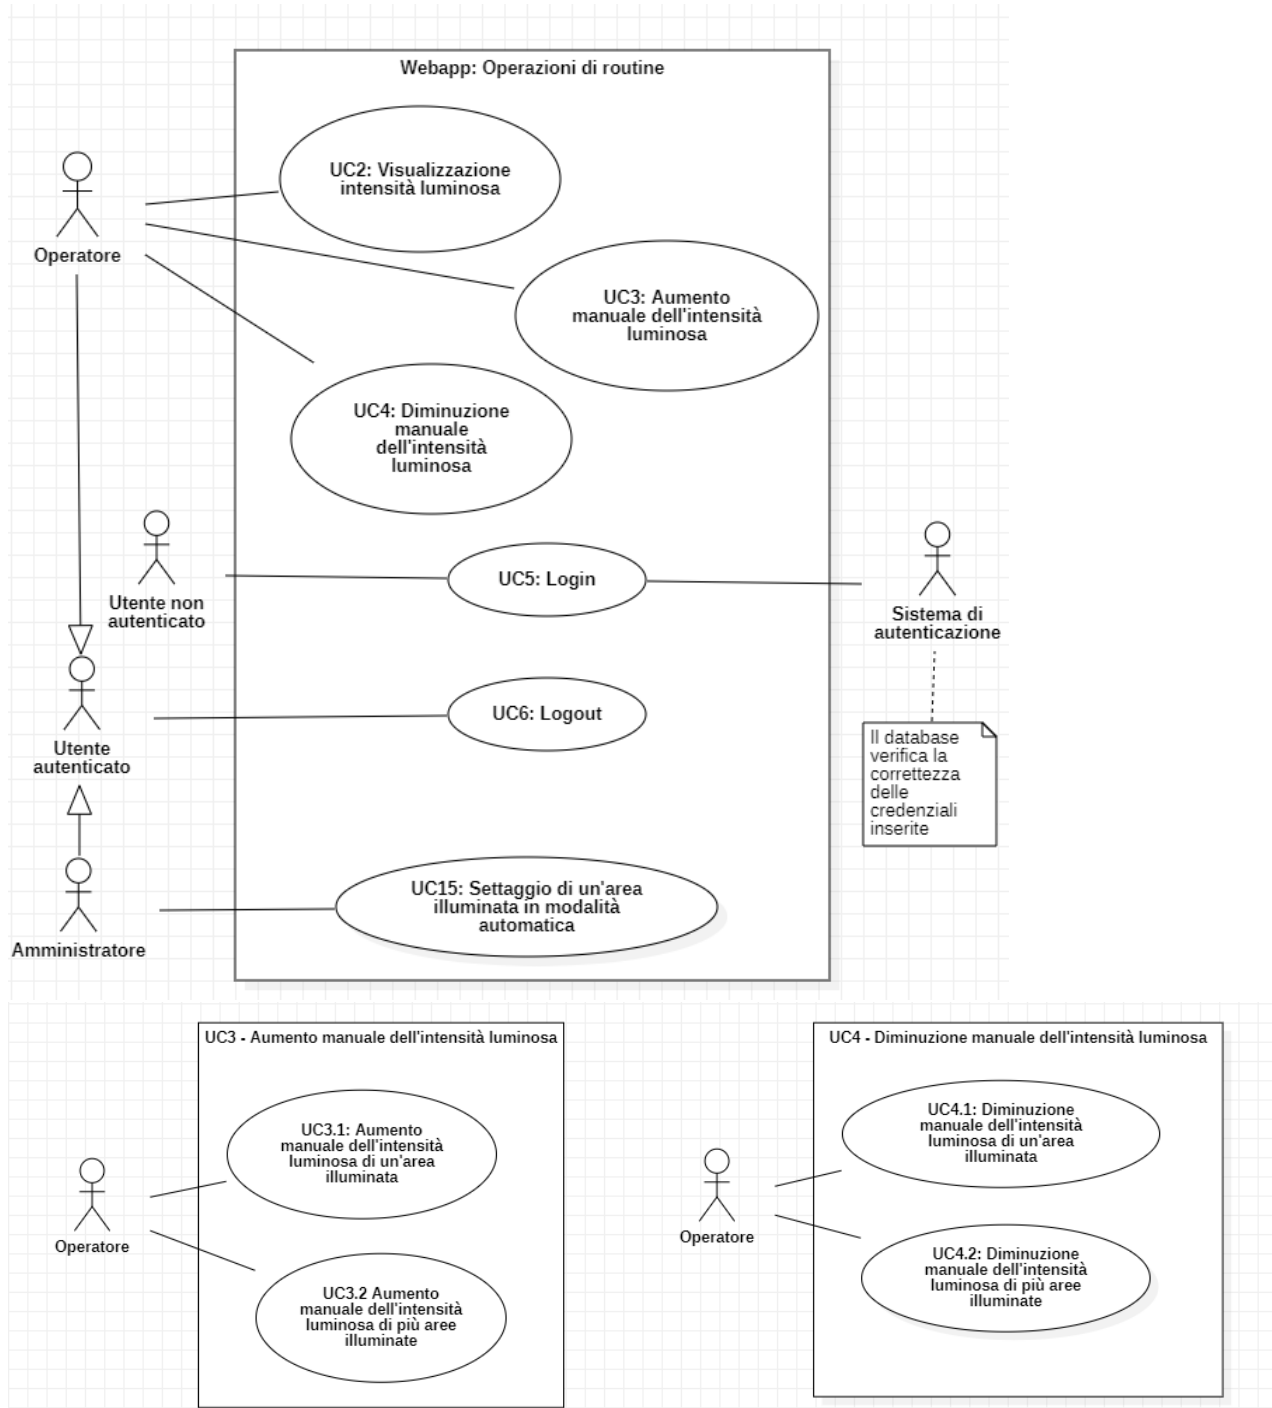 Webapp: Operazioni di routine
UC2: Visualizzazione
intensità luminosa
Operatore
UC3: Aumento
manuale dell'intensità
luminosa
UC4: Diminuzione
manuale
dell'intensità
luminosa
Utente non
autenticato
UC5: Login
Sistema di
autenticazione
UC6: Logout
Utente
autenticato
Il database
verifica la
correttezza
delle
credenziali
inserite
UC15: Settaggio di un'area
illuminata in modalità
automatica
Amministratore
UC3 - Aumento manuale dell'intensità luminosa
UC3.1: Aumento
manuale dell'intensità
luminosa di un'area
illuminata
Operatore
UC3.2 Aumento
manuale dell'intensità
luminosa di più aree
illuminate
UC4 - Diminuzione manuale dell'intensità luminosa
UC4.1: Diminuzione
manuale dell'intensità
luminosa di un'area
illuminata
Operatore
UC4.2: Diminuzione
manuale dell'intensità
luminosa di più aree
illuminate